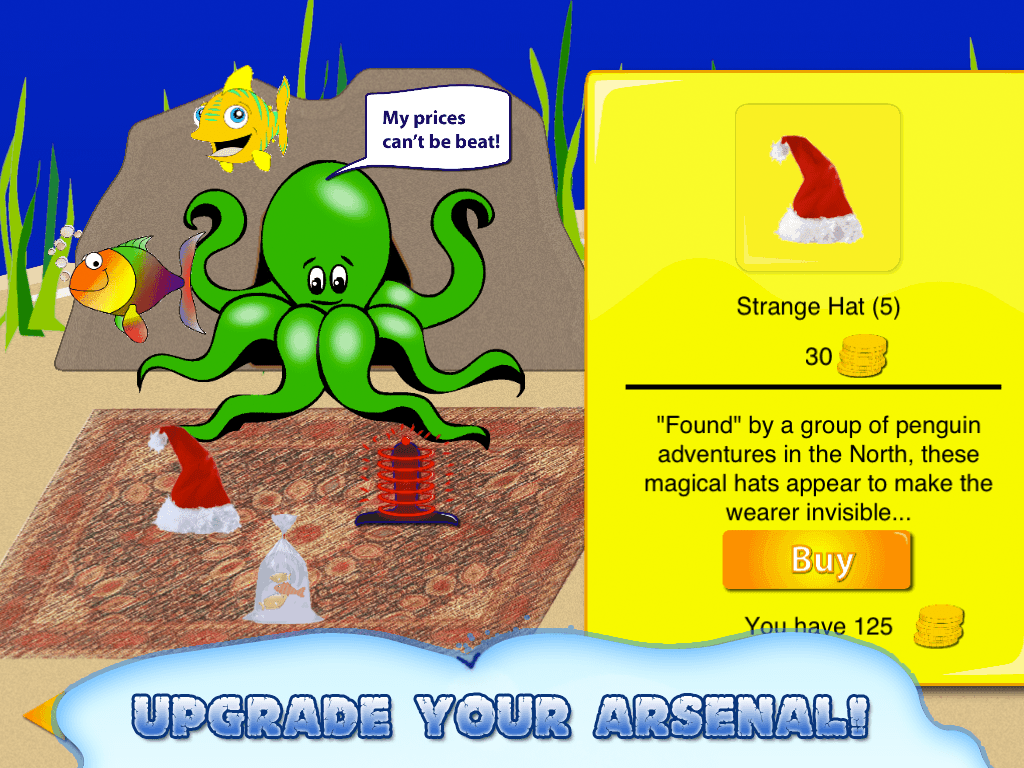 My prices
can't be beat!
Strange Hat (5)
30
"Found" by a group of penguin
adventures in the North, these
magical hats appear to make the
wearer invisible...
Buy
You have 125
UPGRADE YOUR ARSENAL!